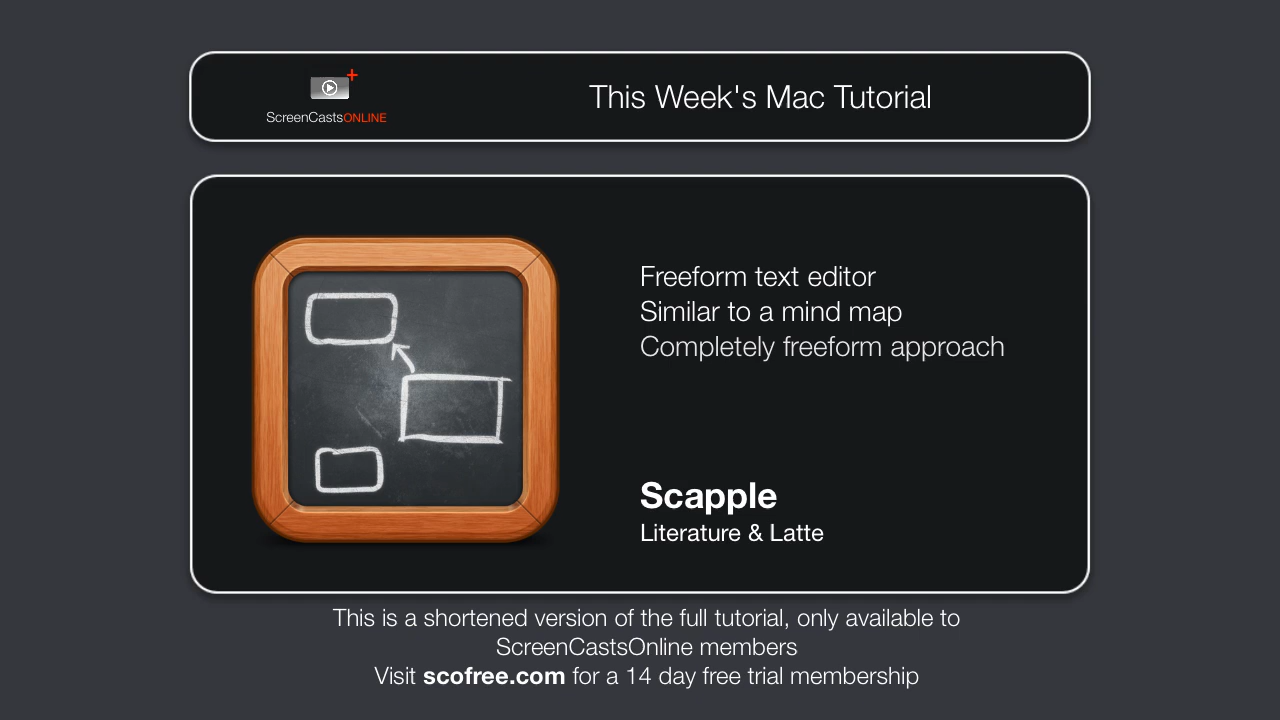 ScreenCastsONLINE
This Week's Mac Tutorial
Freeform text editor
Similar to a mind map
Completely freeform approach
Scapple
Literature & Latte
This is a shortened version of the full tutorial, only available to
ScreenCastsOnline members
Visit scofree.com for a 14 day free trial membership